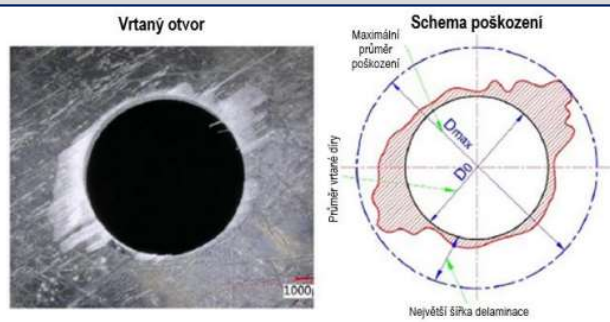 Vrtaný otvor
Schema poškození
Maximální
průměr
poškození
Dmax
D0
Průměr vrtané díry
1000
Největší šířka delaminace